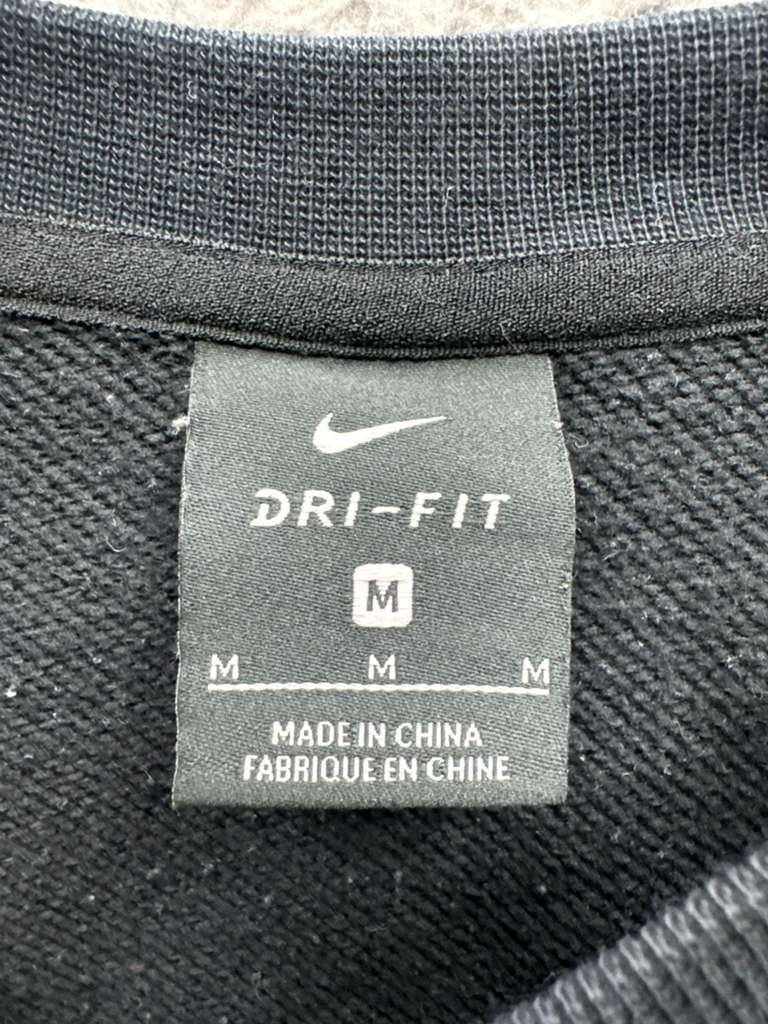 DRI-FIT
M
M M M
MADE IN CHINA
FABRIQUE EN CHINE